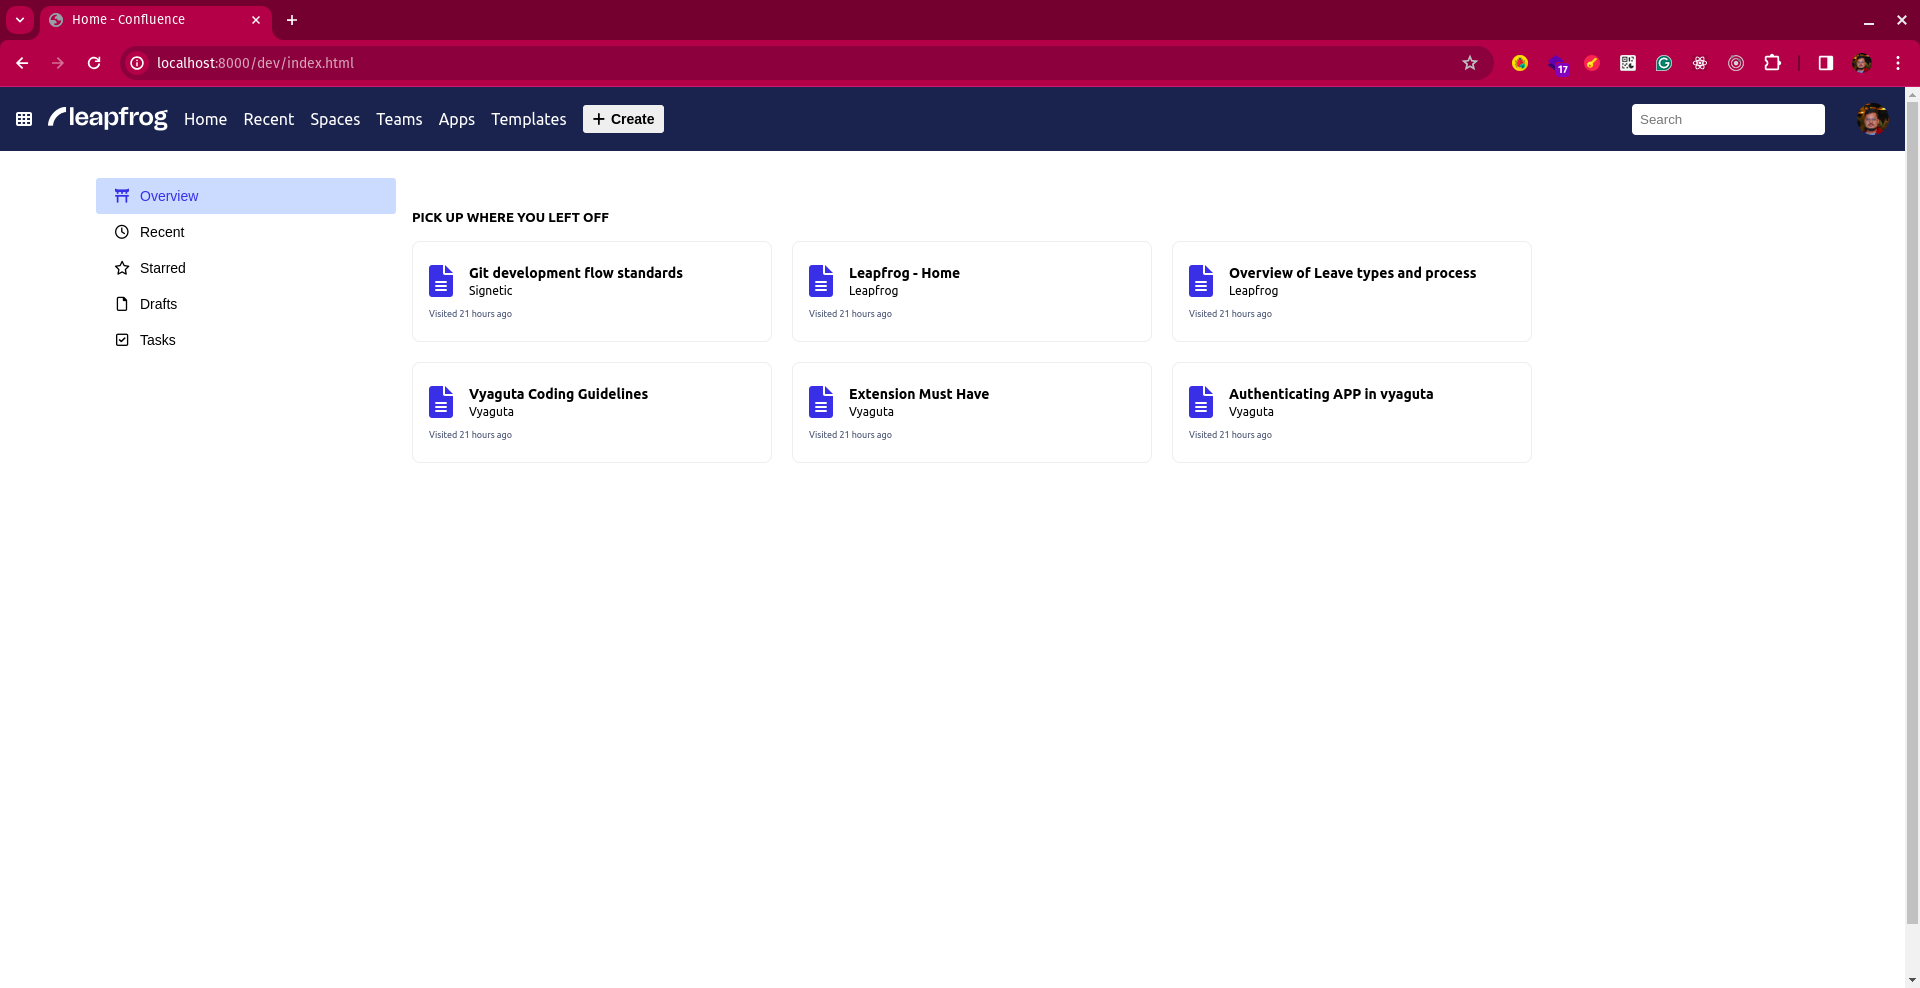 Home - Confluence
localhost:8000/dev/index.html
17
leapfrog Home Recent Spaces Teams Apps Templates + Create Search
Overview
Recent
Starred
Drafts
Tasks
PICK UP WHERE YOU LEFT OFF
Git development flow standards
Signetic
Visited 21 hours ago
Leapfrog - Home
Leapfrog
Visited 21 hours ago
Overview of Leave types and process
Leapfrog
Visited 21 hours ago
Vyaguta Coding Guidelines
Vyaguta
Visited 21 hours ago
Extension Must Have
Vyaguta
Visited 21 hours ago
Authenticating APP in vyaguta
Vyaguta
Visited 21 hours ago